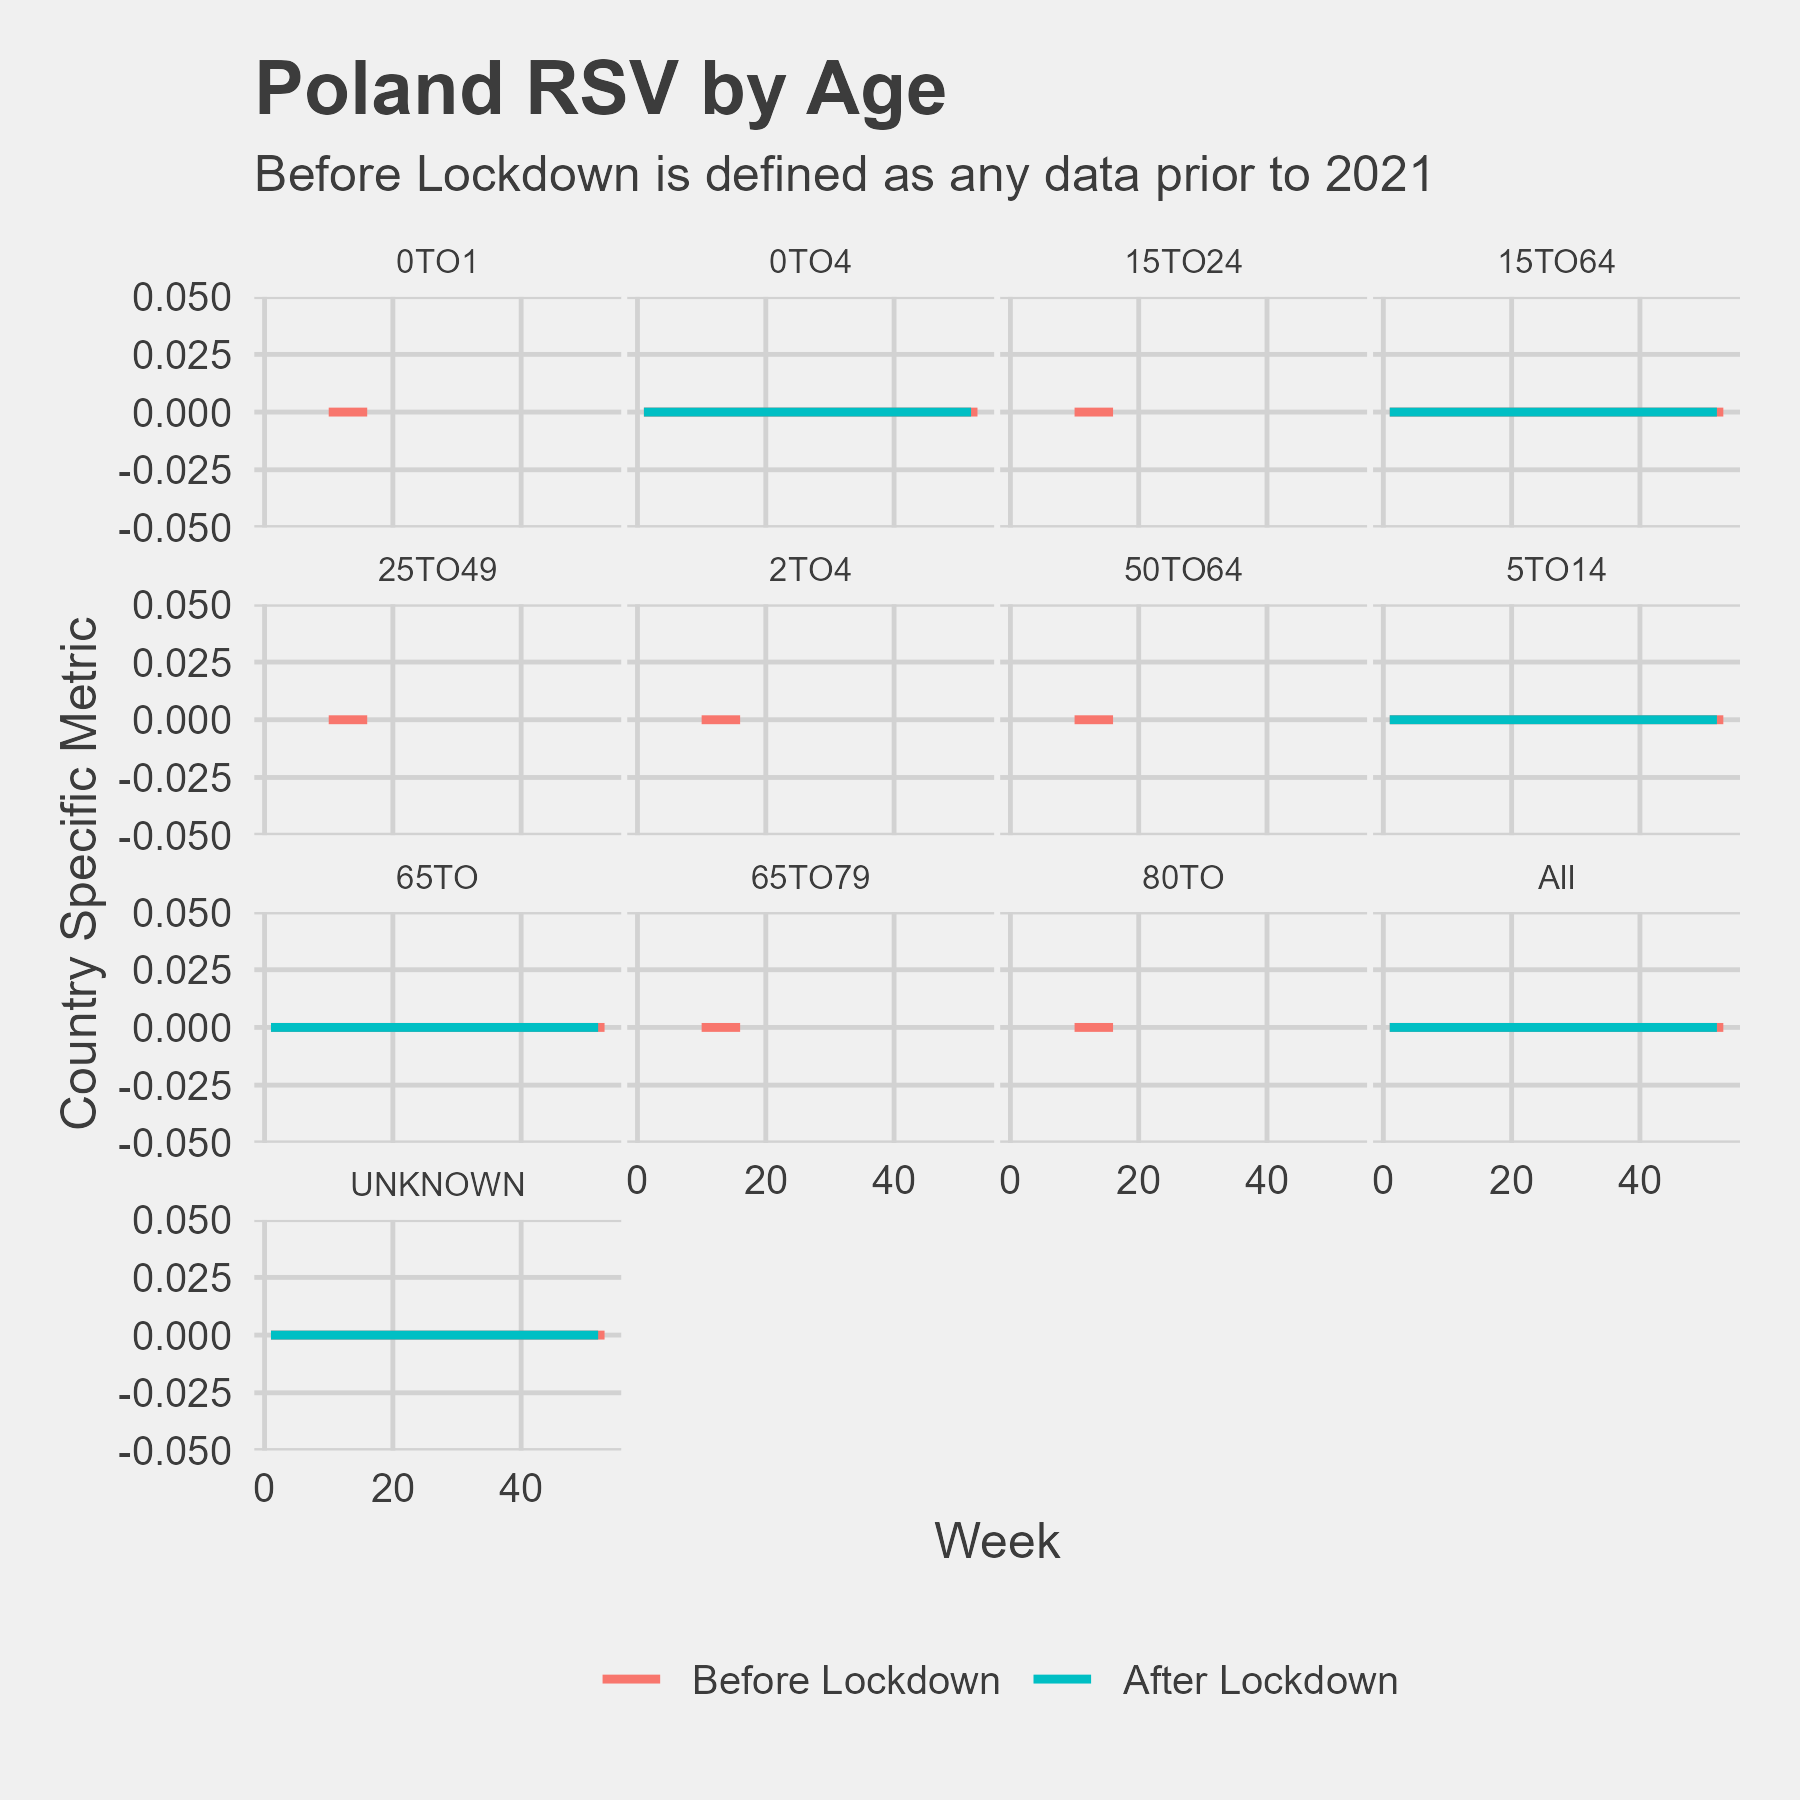 Poland RSV by Age
Before Lockdown is defined as any data prior to 2021
0TO1 0TO4 15TO24 15TO64
0.050
0.025
0.000
-0.025
-0.050
25TO49 2TO4 50TO64 5TO14
0.050
0.025
0.000
-0.025
-0.050
65TO 65TO79 80TO All
0.050
0.025
0.000
-0.025
-0.050
0 20 40 0 20 40 0 20 40
UNKNOWN
0.050
0.025
0.000
-0.025
-0.050
0 20 40
Country Specific Metric
Week
Before Lockdown After Lockdown